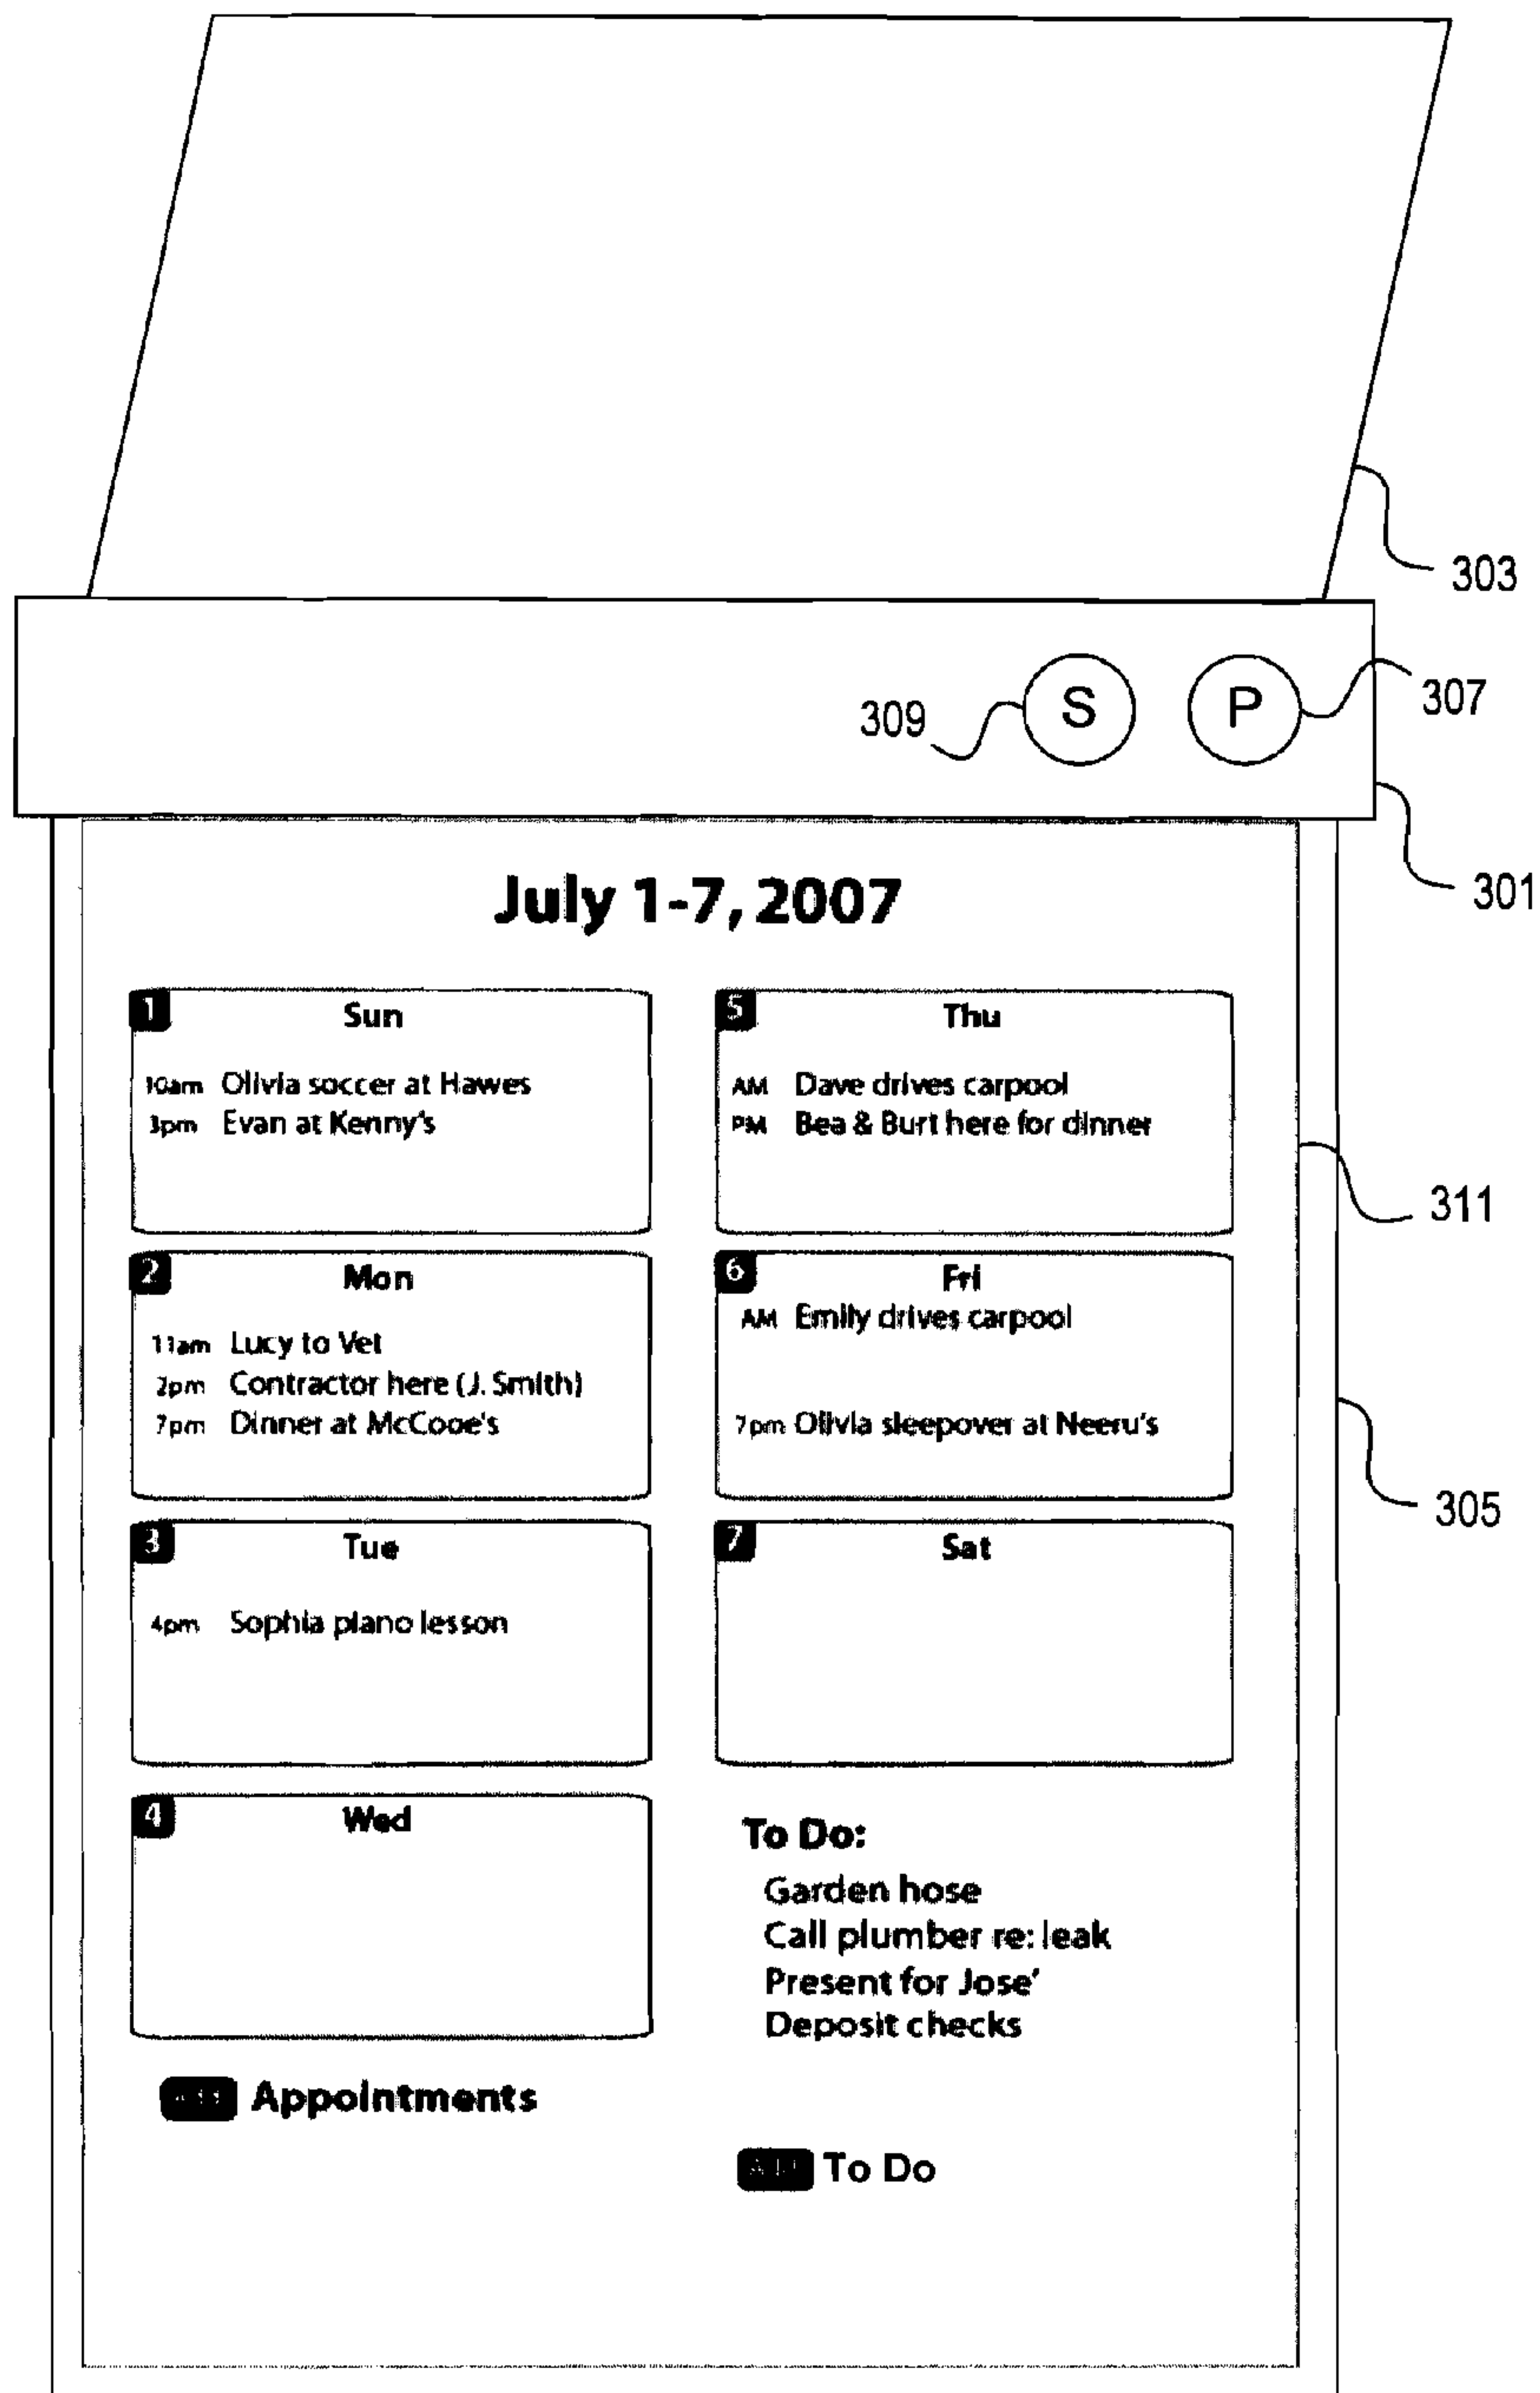 303
309
S
P
307
301
July 1-7, 2007
1
Sun
10am Olivia soccer at Hawes
3pm Evan at Kenny's
2
Mon
11am Lucy to Vet
2pm Contractor here (J. Smith)
7pm Dinner at McCooe's
3
Tue
4pm Sophia piano lesson
4
Wed
Appointments
5
Thu
AM Dave drives carpool
PM Bea & Burt here for dinner
6
Fri
AM Emily drives carpool
7pm Olivia sleepover at Neeru's
7
Sat
To Do:
Garden hose
Call plumber re: leak
Present for Jose'
Deposit checks
To Do
311
305